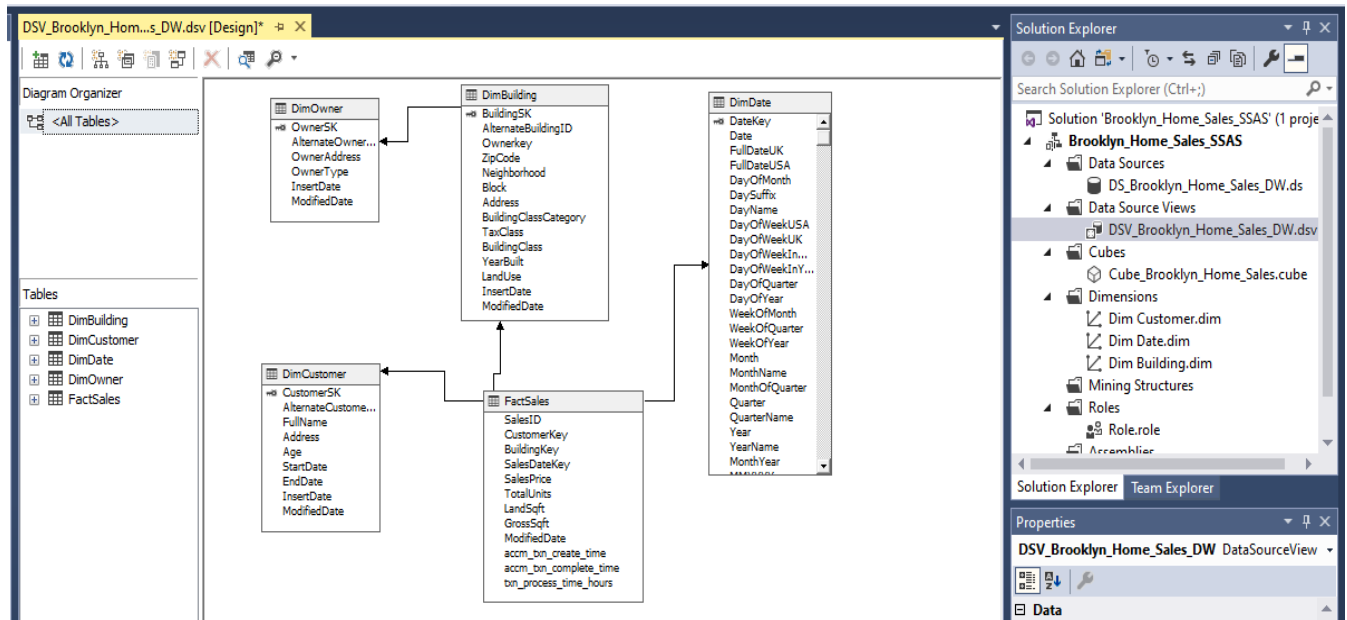 DSV_Brooklyn_Hom...s_DW.dsv [Design]*
Diagram Organizer
<All Tables>
Tables
DimBuilding
DimCustomer
DimDate
DimOwner
FactSales
DimOwner
OwnerSK
AlternateOwner...
OwnerAddress
OwnerType
InsertDate
ModifiedDate
DimBuilding
BuildingSK
AlternateBuildingID
Ownerkey
ZipCode
Neighborhood
Block
Address
BuildingClassCategory
TaxClass
BuildingClass
YearBuilt
LandUse
InsertDate
ModifiedDate
DimDate
DateKey
Date
FullDateUK
FullDateUSA
DayOfMonth
DaySuffix
DayName
DayOfWeekUSA
DayOfWeekUK
DayOfWeekIn...
DayOfWeekInY...
DayOfQuarter
DayOfYear
WeekOfMonth
WeekOfQuarter
WeekOfYear
Month
MonthName
MonthOfQuarter
Quarter
QuarterName
Year
YearName
MonthYear
DimCustomer
CustomerSK
AlternateCustome...
FullName
Address
Age
StartDate
EndDate
InsertDate
ModifiedDate
FactSales
SalesID
CustomerKey
BuildingKey
SalesDateKey
SalesPrice
TotalUnits
LandSqft
GrossSqft
ModifiedDate
accm_txn_create_time
accm_txn_complete_time
txn_process_time_hours
Solution Explorer
Search Solution Explorer (Ctrl+;)
Solution 'Brooklyn_Home_Sales_SSAS' (1 proje
Brooklyn_Home_Sales_SSAS
Data Sources
DS_Brooklyn_Home_Sales_DW.ds
Data Source Views
DSV_Brooklyn_Home_Sales_DW.dsv
Cubes
Cube_Brooklyn_Home_Sales.cube
Dimensions
Dim Customer.dim
Dim Date.dim
Dim Building.dim
Mining Structures
Roles
Role.role
Assemblies
Solution Explorer Team Explorer
Properties
DSV_Brooklyn_Home_Sales_DW DataSourceView
Data